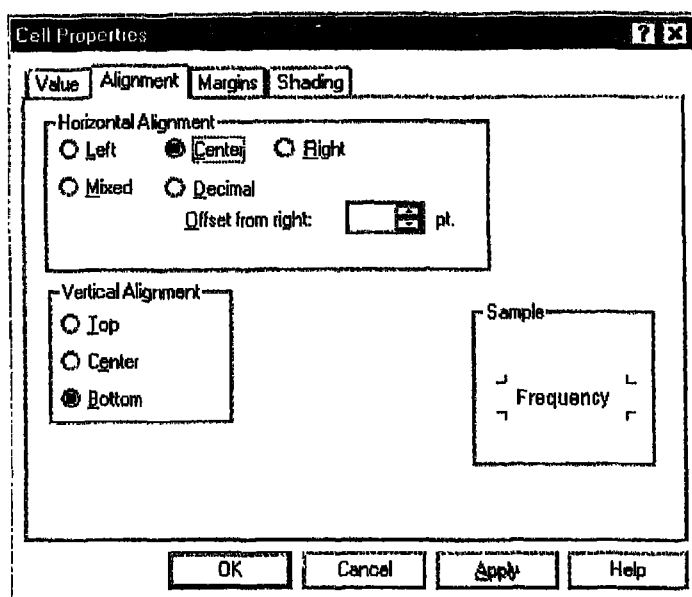 Cell Properties
Value Alignment Margins Shading
Horizontal Alignment
Left Center Right
Mixed Decimal
Offset from right: pt.
Vertical Alignment
Top
Center
Bottom
Sample
Frequency
OK Cancel Apply Help